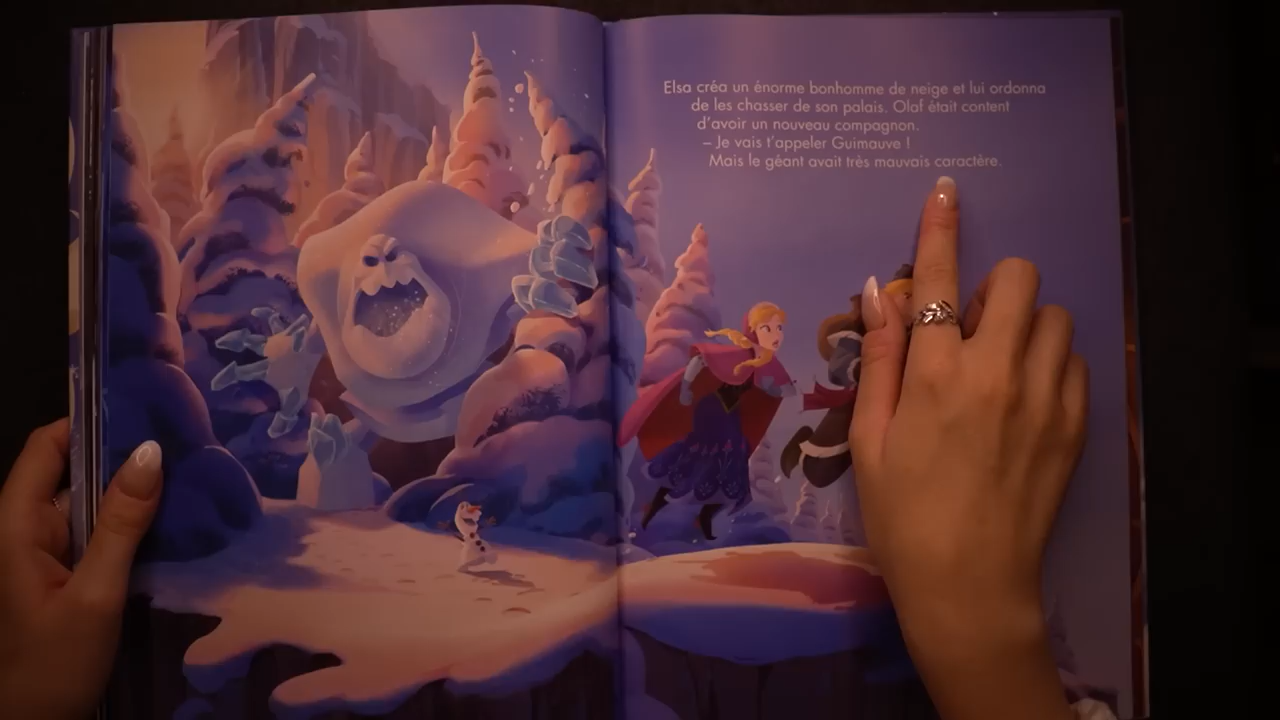 Elsa créa un énorme bonhomme de neige et lui ordonna
de les chasser de son palais. Olaf était content
d'avoir un nouveau compagnon.
– Je vais t'appeler Guimauve !
Mais le géant avait très mauvais caractère.